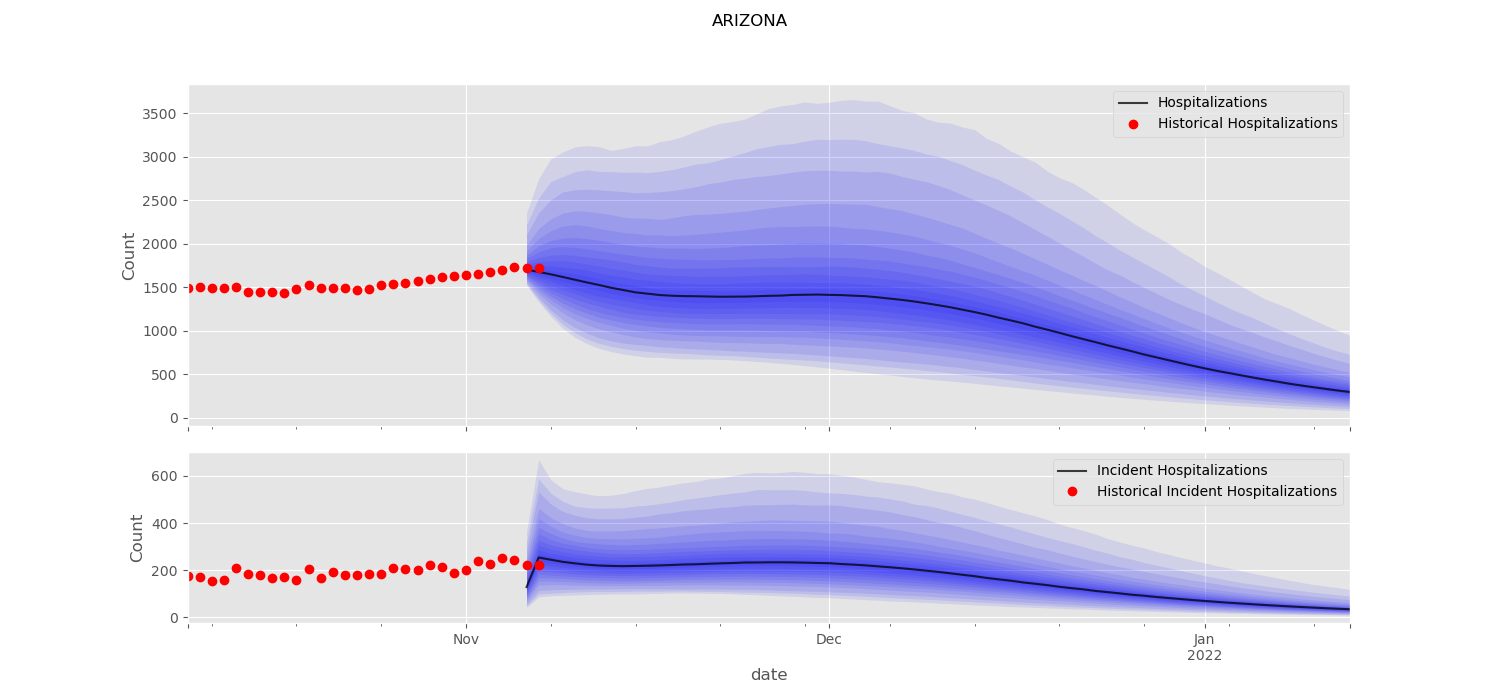 ARIZONA
Hospitalizations
Historical Hospitalizations
Count
3500
3000
2500
2000
1500
1000
500
0
Incident Hospitalizations
Historical Incident Hospitalizations
Count
600
400
200
0
Nov
Dec
Jan
2022
date